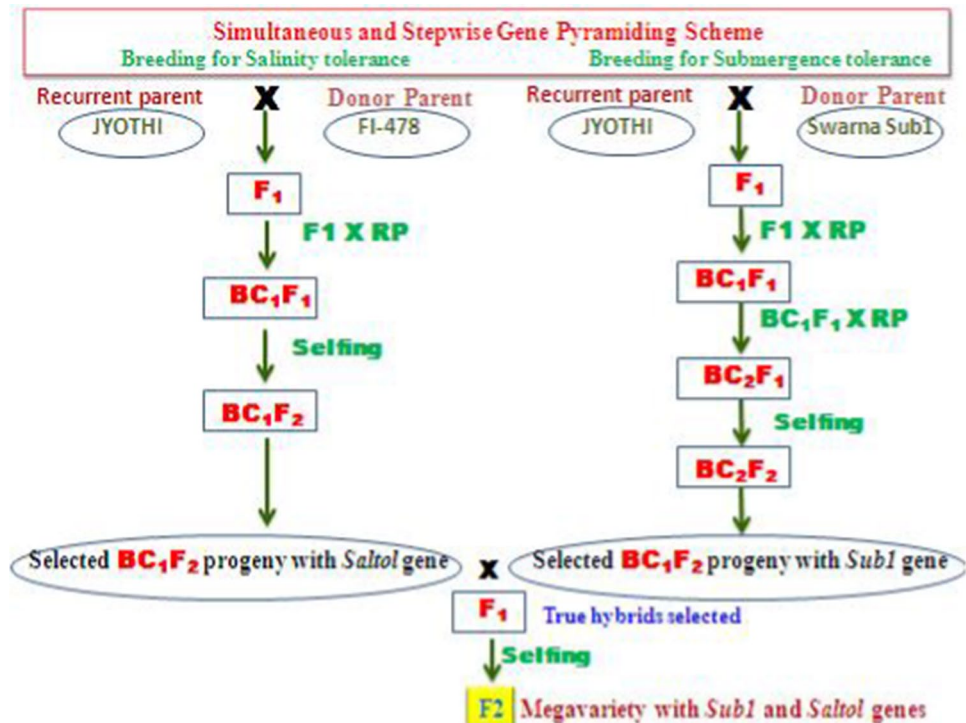 Simultaneous and Stepwise Gene Pyramiding Scheme
Breeding for Salinity tolerance
Breeding for Submergence tolerance
Recurrent parent X Donor Parent
JYOTHI FI-478
Recurrent parent X Donor Parent
JYOTHI Swarna Sub1
F₁
F1 X RP
BC₁F₁
Selfing
BC₁F₂
F₁
F1 X RP
BC₁F₁
BC₁F₁ X RP
BC₂F₁
Selfing
BC₂F₂
Selected BC₁F₂ progeny with Saltol gene
X
Selected BC₁F₂ progeny with Sub1 gene
F₁ True hybrids selected
Selfing
F2 Megavariety with Sub1 and Saltol genes